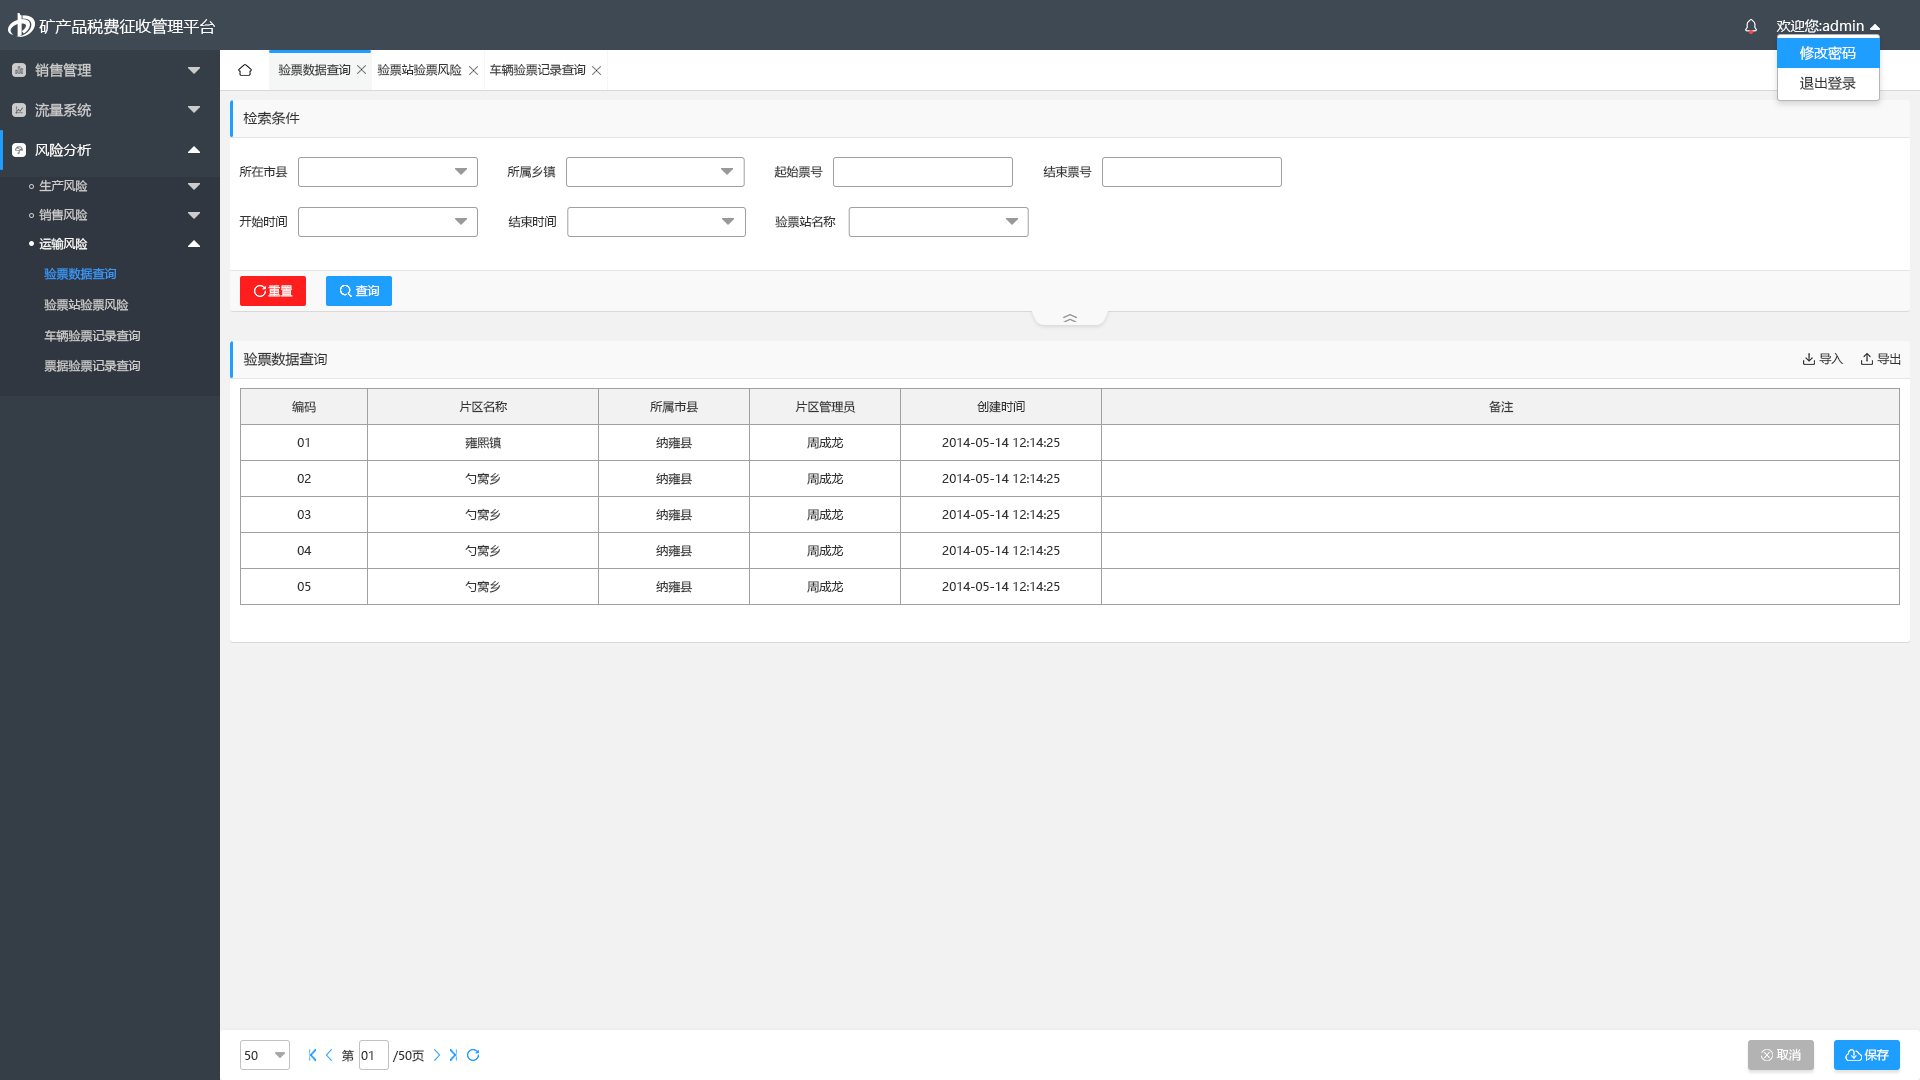 矿产品税费征收管理平台
欢迎您:admin
修改密码
退出登录
销售管理
流量系统
风险分析
生产风险
销售风险
运输风险
验票数据查询
验票站验票风险
车辆验票记录查询
票据验票记录查询
验票数据查询 验票站验票风险 车辆验票记录查询
检索条件
所在市县 所属乡镇 起始票号 结束票号
开始时间 结束时间 验票站名称
重置 查询
验票数据查询 导入 导出
编码 片区名称 所属市县 片区管理员 创建时间 备注
01 雍熙镇 纳雍县 周成龙 2014-05-14 12:14:25
02 勺窝乡 纳雍县 周成龙 2014-05-14 12:14:25
03 勺窝乡 纳雍县 周成龙 2014-05-14 12:14:25
04 勺窝乡 纳雍县 周成龙 2014-05-14 12:14:25
05 勺窝乡 纳雍县 周成龙 2014-05-14 12:14:25
50 第 01 /50页 取消 保存